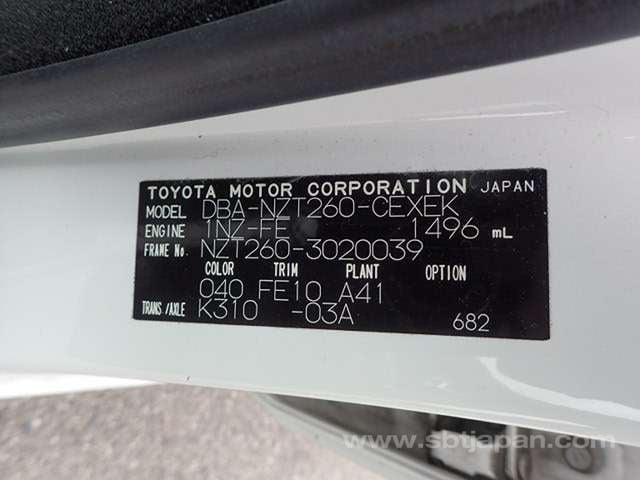 TOYOTA MOTOR CORPORATION JAPAN
MODEL DBA-NZT260-CEXEK
ENGINE 1NZ-FE 1496 mL
FRAME No. NZT260-3020039
COLOR TRIM PLANT OPTION
040 FE10 A41
TRANS/AXLE K310 -03A 682
www.sbtjapan.com